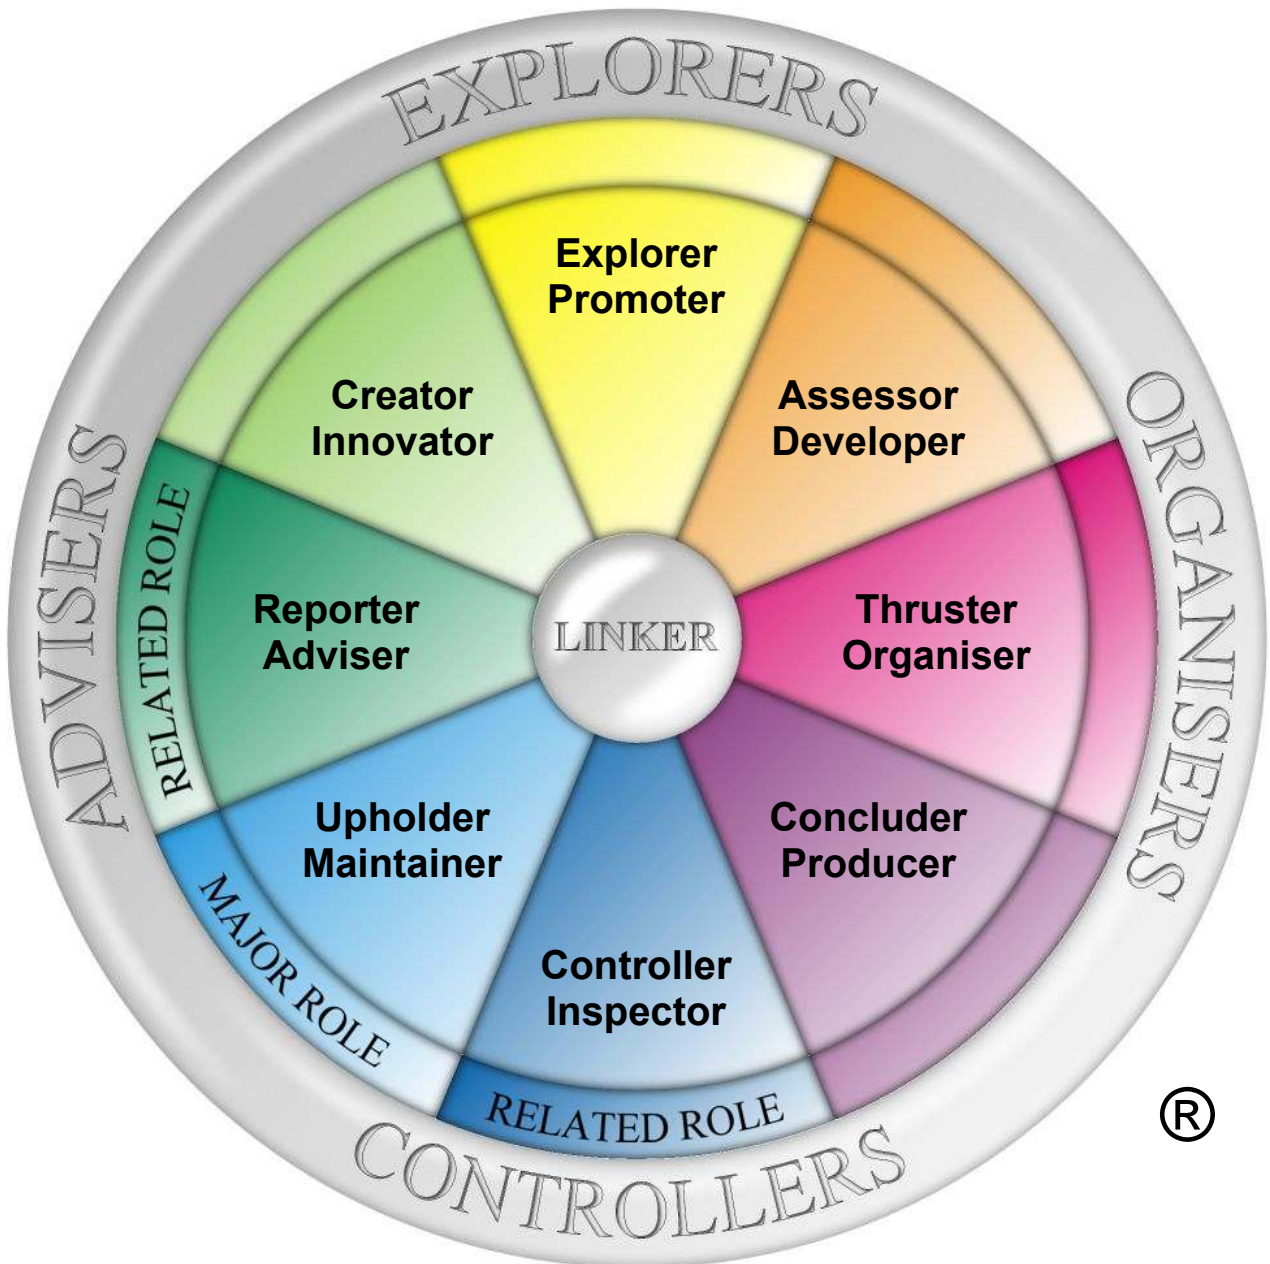 EXPLORERS
Explorer
Promoter
Creator
Innovator
Assessor
Developer
ORGANISERS
ADVISERS
RELATED ROLE
Reporter
Adviser
LINKER
Thruster
Organiser
Upholder
Maintainer
Concluder
Producer
MAJOR ROLE
Controller
Inspector
RELATED ROLE
®
CONTROLLERS